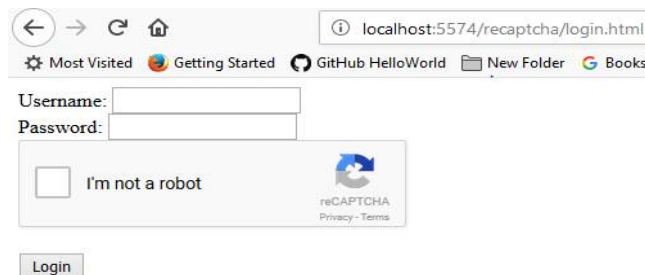 localhost:5574/recaptcha/login.html
Most Visited Getting Started GitHub HelloWorld New Folder G Books
Username:
Password:
I'm not a robot
reCAPTCHA
Privacy - Terms
Login